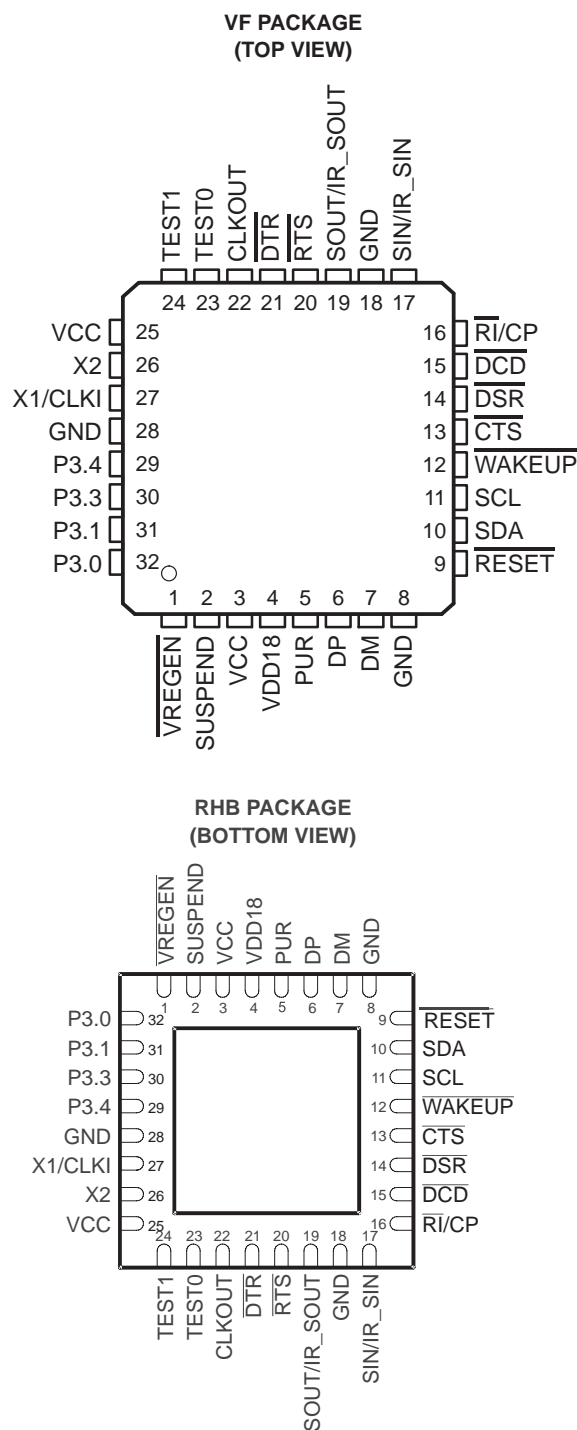 VF PACKAGE
(TOP VIEW)
TEST1
TEST0
CLKOUT
DTR
RTS
SOUT/IR_SOUT
GND
SIN/IR_SIN
24 23 22 21 20 19 18 17
VCC 25 16 RI/CP
X2 26 15 DCD
X1/CLKI 27 14 DSR
GND 28 13 CTS
P3.4 29 12 WAKEUP
P3.3 30 11 SCL
P3.1 31 10 SDA
P3.0 32 9 RESET
1 2 3 4 5 6 7 8
VREGEN
SUSPEND
VCC
VDD18
PUR
DP
DM
GND
RHB PACKAGE
(BOTTOM VIEW)
VREGEN
SUSPEND
VCC
VDD18
PUR
DP
DM
GND
1 2 3 4 5 6 7 8
P3.0 32 9 RESET
P3.1 31 10 SDA
P3.3 30 11 SCL
P3.4 29 12 WAKEUP
GND 28 13 CTS
X1/CLKI 27 14 DSR
X2 26 15 DCD
VCC 25 16 RI/CP
24 23 22 21 20 19 18 17
TEST1
TEST0
CLKOUT
DTR
RTS
SOUT/IR_SOUT
GND
SIN/IR_SIN